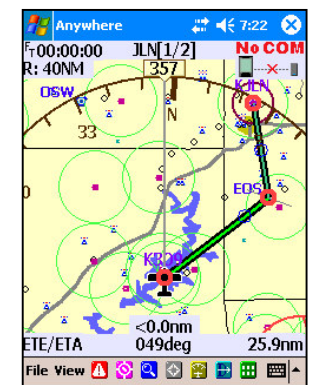 Anywhere 7:22
FT00:00:00 JLN[1/2] No COM
R: 40NM 357
OSW KJLN
33 N
0 EOS
<0.0nm
ETE/ETA 049deg 25.9nm
File View